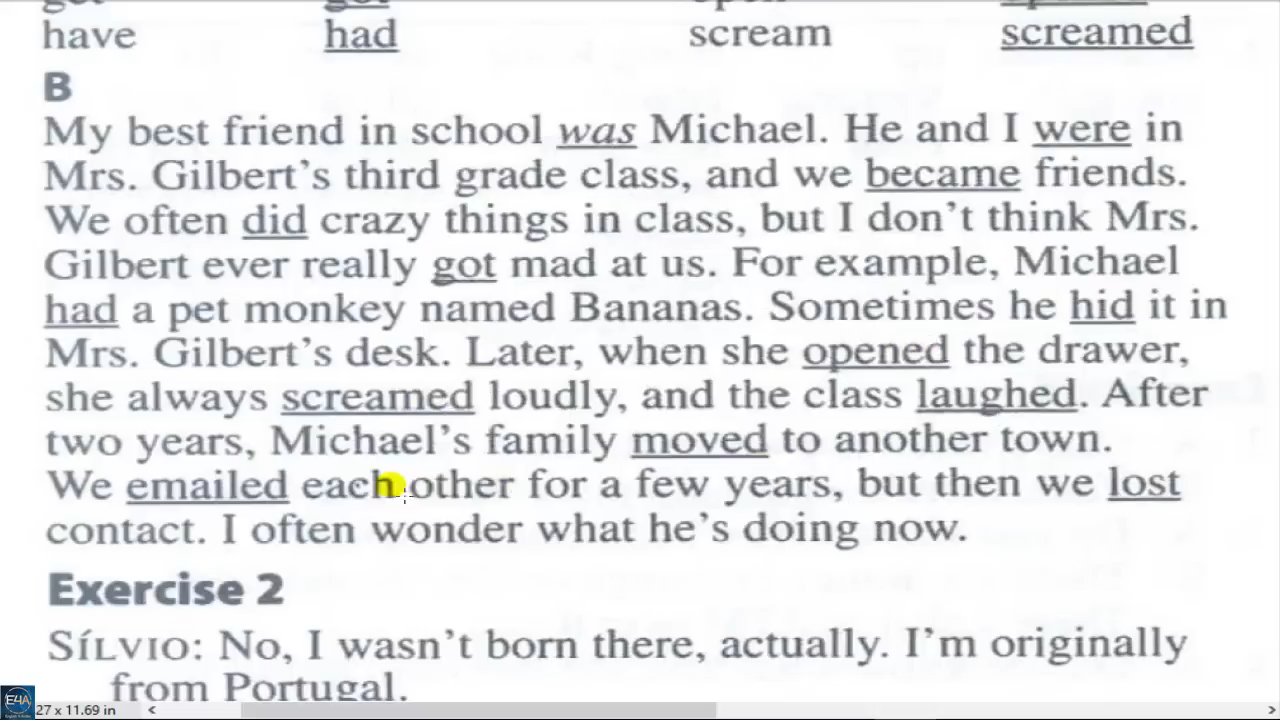 have had scream screamed
B
My best friend in school was Michael. He and I were in
Mrs. Gilbert's third grade class, and we became friends.
We often did crazy things in class, but I don't think Mrs.
Gilbert ever really got mad at us. For example, Michael
had a pet monkey named Bananas. Sometimes he hid it in
Mrs. Gilbert's desk. Later, when she opened the drawer,
she always screamed loudly, and the class laughed. After
two years, Michael's family moved to another town.
We emailed each other for a few years, but then we lost
contact. I often wonder what he's doing now.
Exercise 2
SÍLVIO: No, I wasn't born there, actually. I'm originally
from Portugal.
E4A
27 x 11.69 in